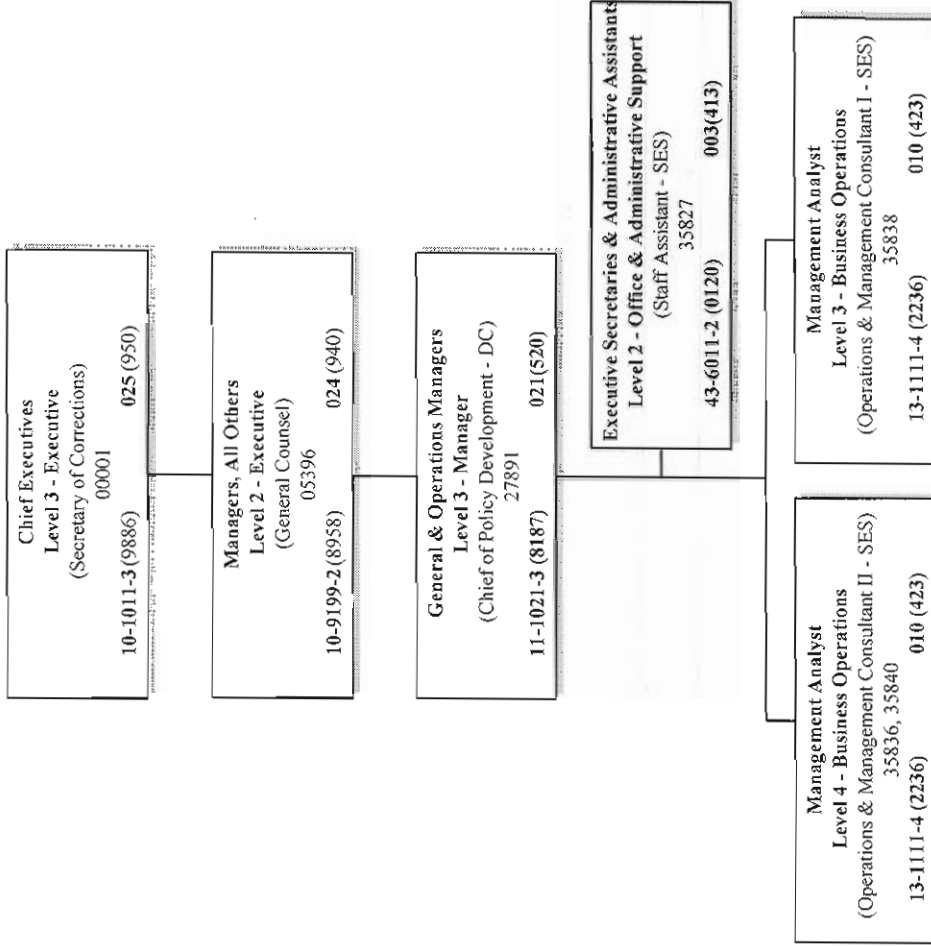 Chief Executives
Level 3 - Executive
(Secretary of Corrections)
00001
10-1011-3 (9886) 025 (950)
Managers, All Others
Level 2 - Executive
(General Counsel)
05396
10-9199-2 (8958) 024 (940)
General & Operations Managers
Level 3 - Manager
(Chief of Policy Development - DC)
27891
11-1021-3 (8187) 021(520)
Executive Secretaries & Administrative Assistants
Level 2 - Office & Administrative Support
(Staff Assistant - SES)
35827
43-6011-2 (0120) 003(413)
Management Analyst
Level 4 - Business Operations
(Operations & Management Consultant II - SES)
35836, 35840
13-1111-4 (2236) 010 (423)
Management Analyst
Level 3 - Business Operations
(Operations & Management Consultant I - SES)
35838
13-1111-4 (2236) 010 (423)